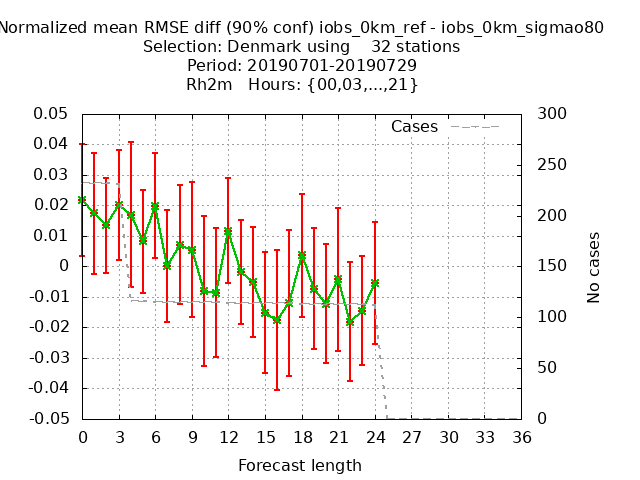 Normalized mean RMSE diff (90% conf) iobs_0km_ref - iobs_0km_sigmao80
Selection: Denmark using    32 stations
Period: 20190701-20190729
Rh2m   Hours: {00,03,...,21}
0.05
0.04
0.03
0.02
0.01
0
-0.01
-0.02
-0.03
-0.04
-0.05
Cases
300
250
200
150
100
50
0
No cases
0 3 6 9 12 15 18 21 24 27 30 33 36
Forecast length